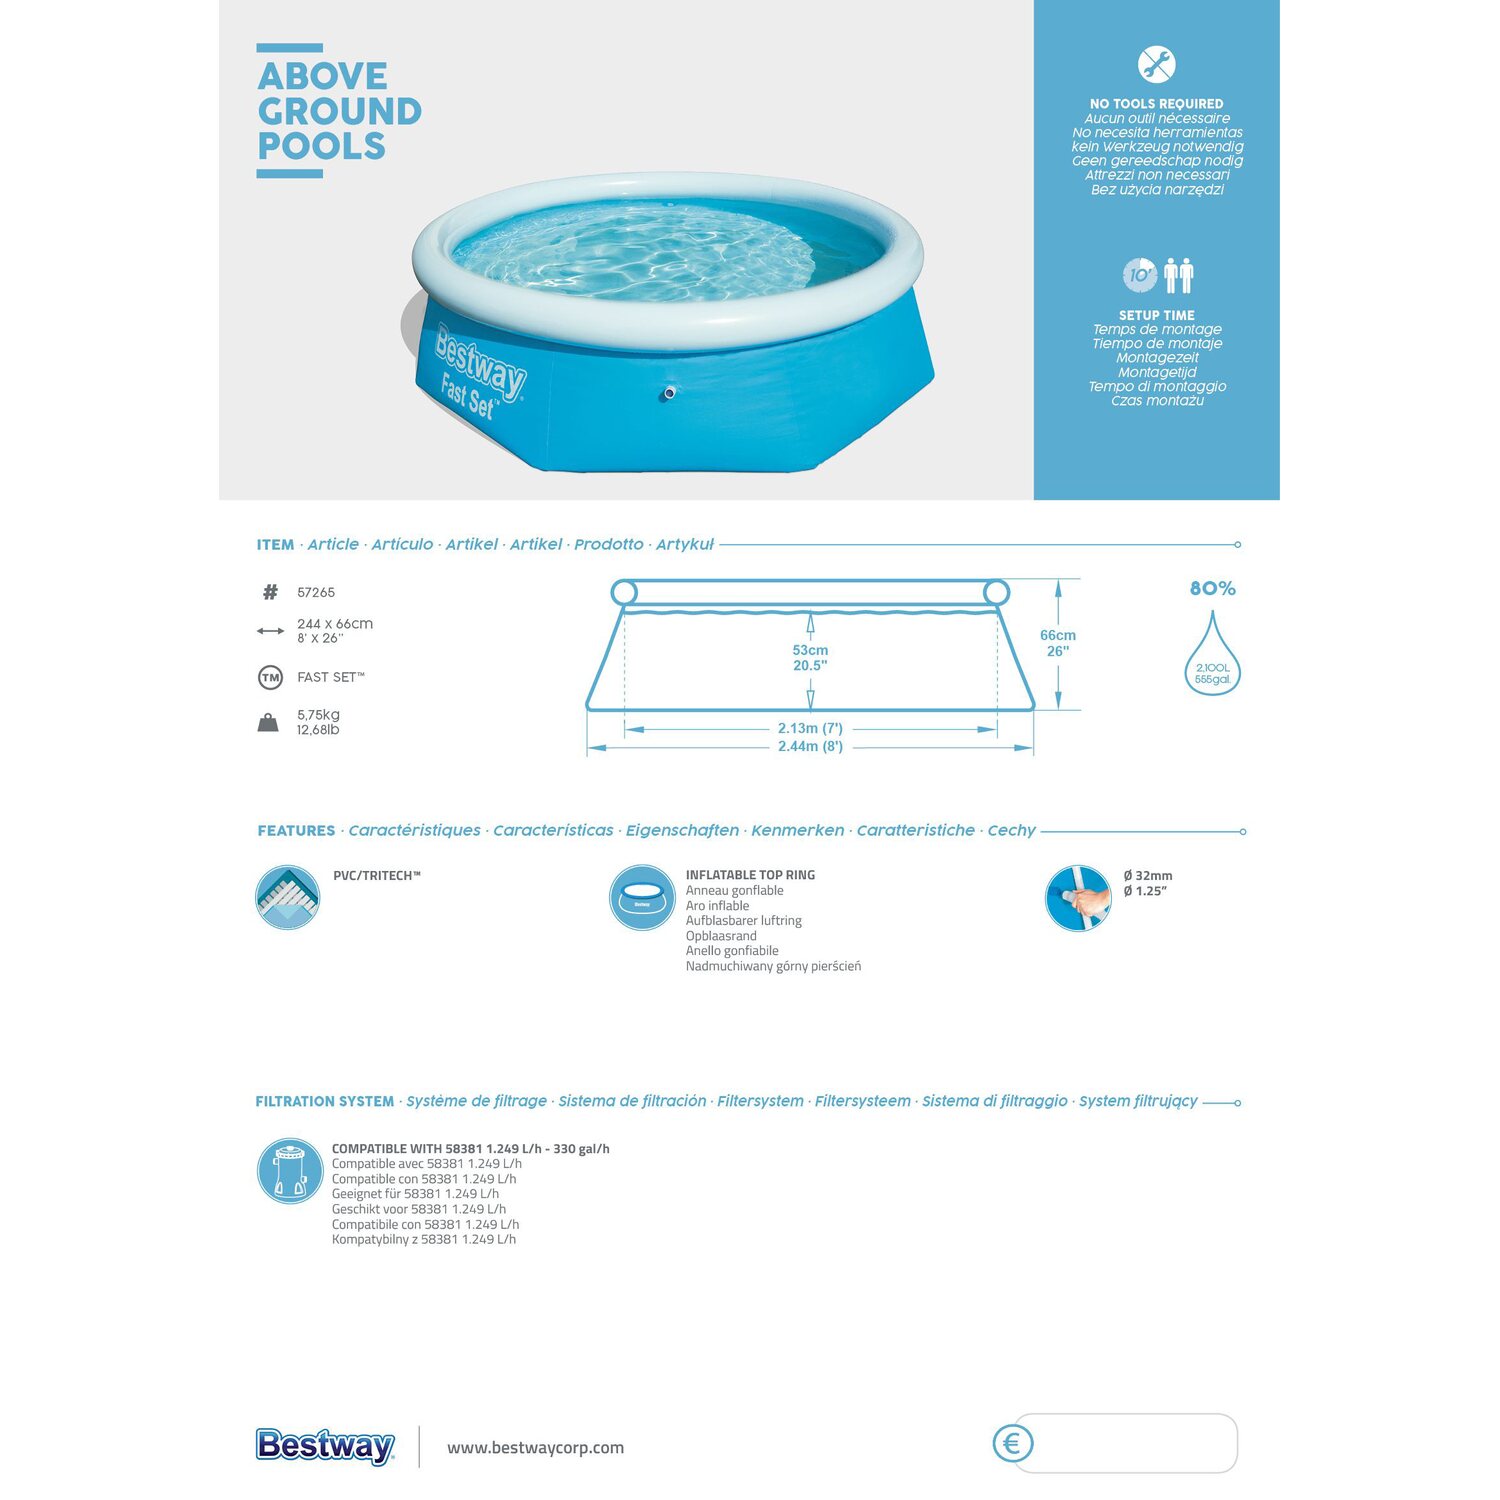 ABOVE
GROUND
POOLS
Bestway®
Fast Set™
NO TOOLS REQUIRED
Aucun outil nécessaire
No necesita herramientas
kein Werkzeug notwendig
Geen gereedschap nodig
Attrezzi non necessari
Bez użycia narzędzi
10'
SETUP TIME
Temps de montage
Tiempo de montaje
Montagezeit
Montagetijd
Tempo di montaggio
Czas montażu
ITEM · Article · Artículo · Artikel · Artikel · Prodotto · Artykuł
# 57265
244 x 66cm
8' x 26"
TM FAST SET™
5,75kg
12,68lb
53cm
20.5"
66cm
26"
2.13m (7')
2.44m (8')
80%
2,100L
555gal.
FEATURES · Caractéristiques · Características · Eigenschaften · Kenmerken · Caratteristiche · Cechy
PVC/TRITECH™
Bestway
INFLATABLE TOP RING
Anneau gonflable
Aro inflable
Aufblasbarer luftring
Opblaasrand
Anello gonfiabile
Nadmuchiwany górny pierścień
Ø 32mm
Ø 1.25”
FILTRATION SYSTEM · Système de filtrage · Sistema de filtración · Filtersystem · Filtersysteem · Sistema di filtraggio · System filtrujący
COMPATIBLE WITH 58381 1.249 L/h - 330 gal/h
Compatible avec 58381 1.249 L/h
Compatible con 58381 1.249 L/h
Geeignet für 58381 1.249 L/h
Geschikt voor 58381 1.249 L/h
Compatibile con 58381 1.249 L/h
Kompatybilny z 58381 1.249 L/h
Bestway®
www.bestwaycorp.com
€